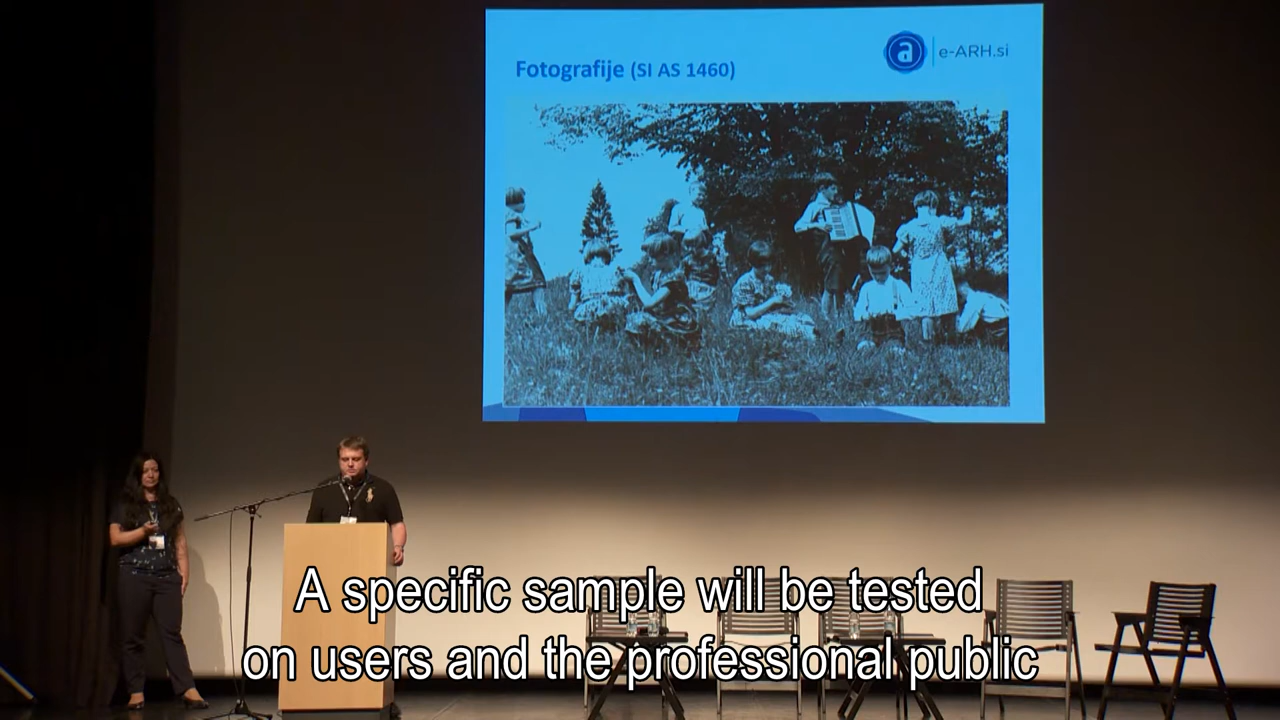 Fotografije (SI AS 1460)
a e-ARH.si
A specific sample will be tested
on users and the professional public